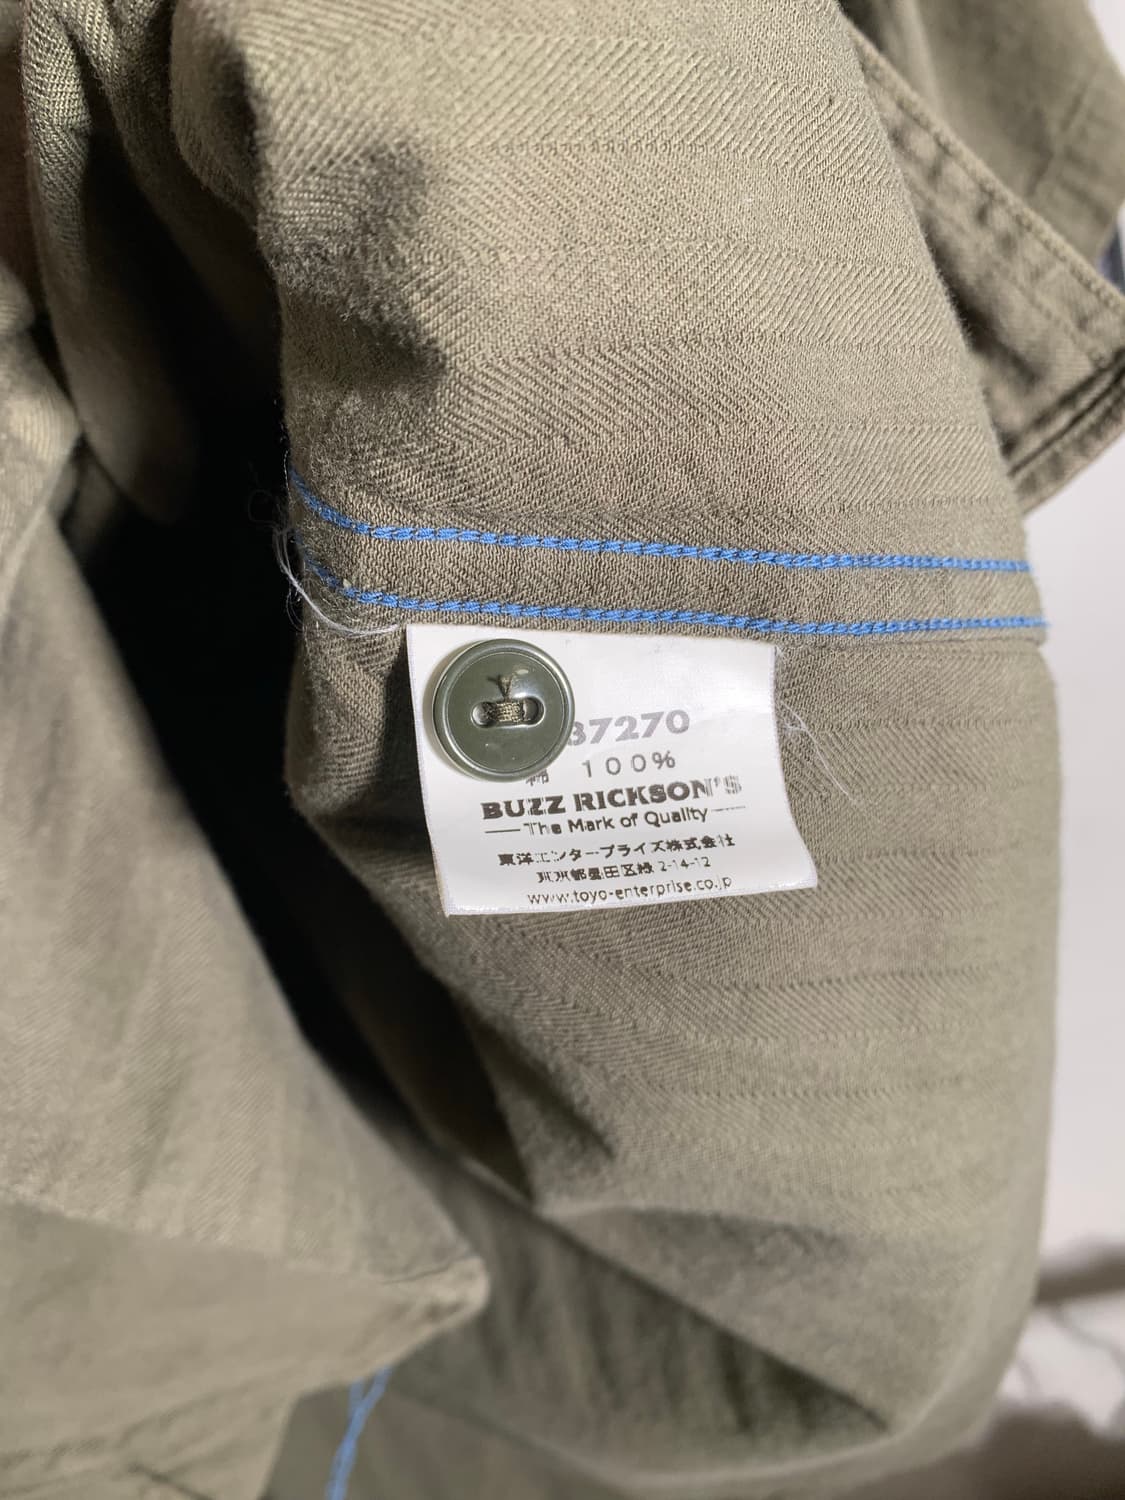 37270
綿 100%
BUZZ RICKSON'S
The Mark of Quality
東洋エンタープライズ株式会社
東京都墨田区緑 2-14-12
www.toyo-enterprise.co.jp